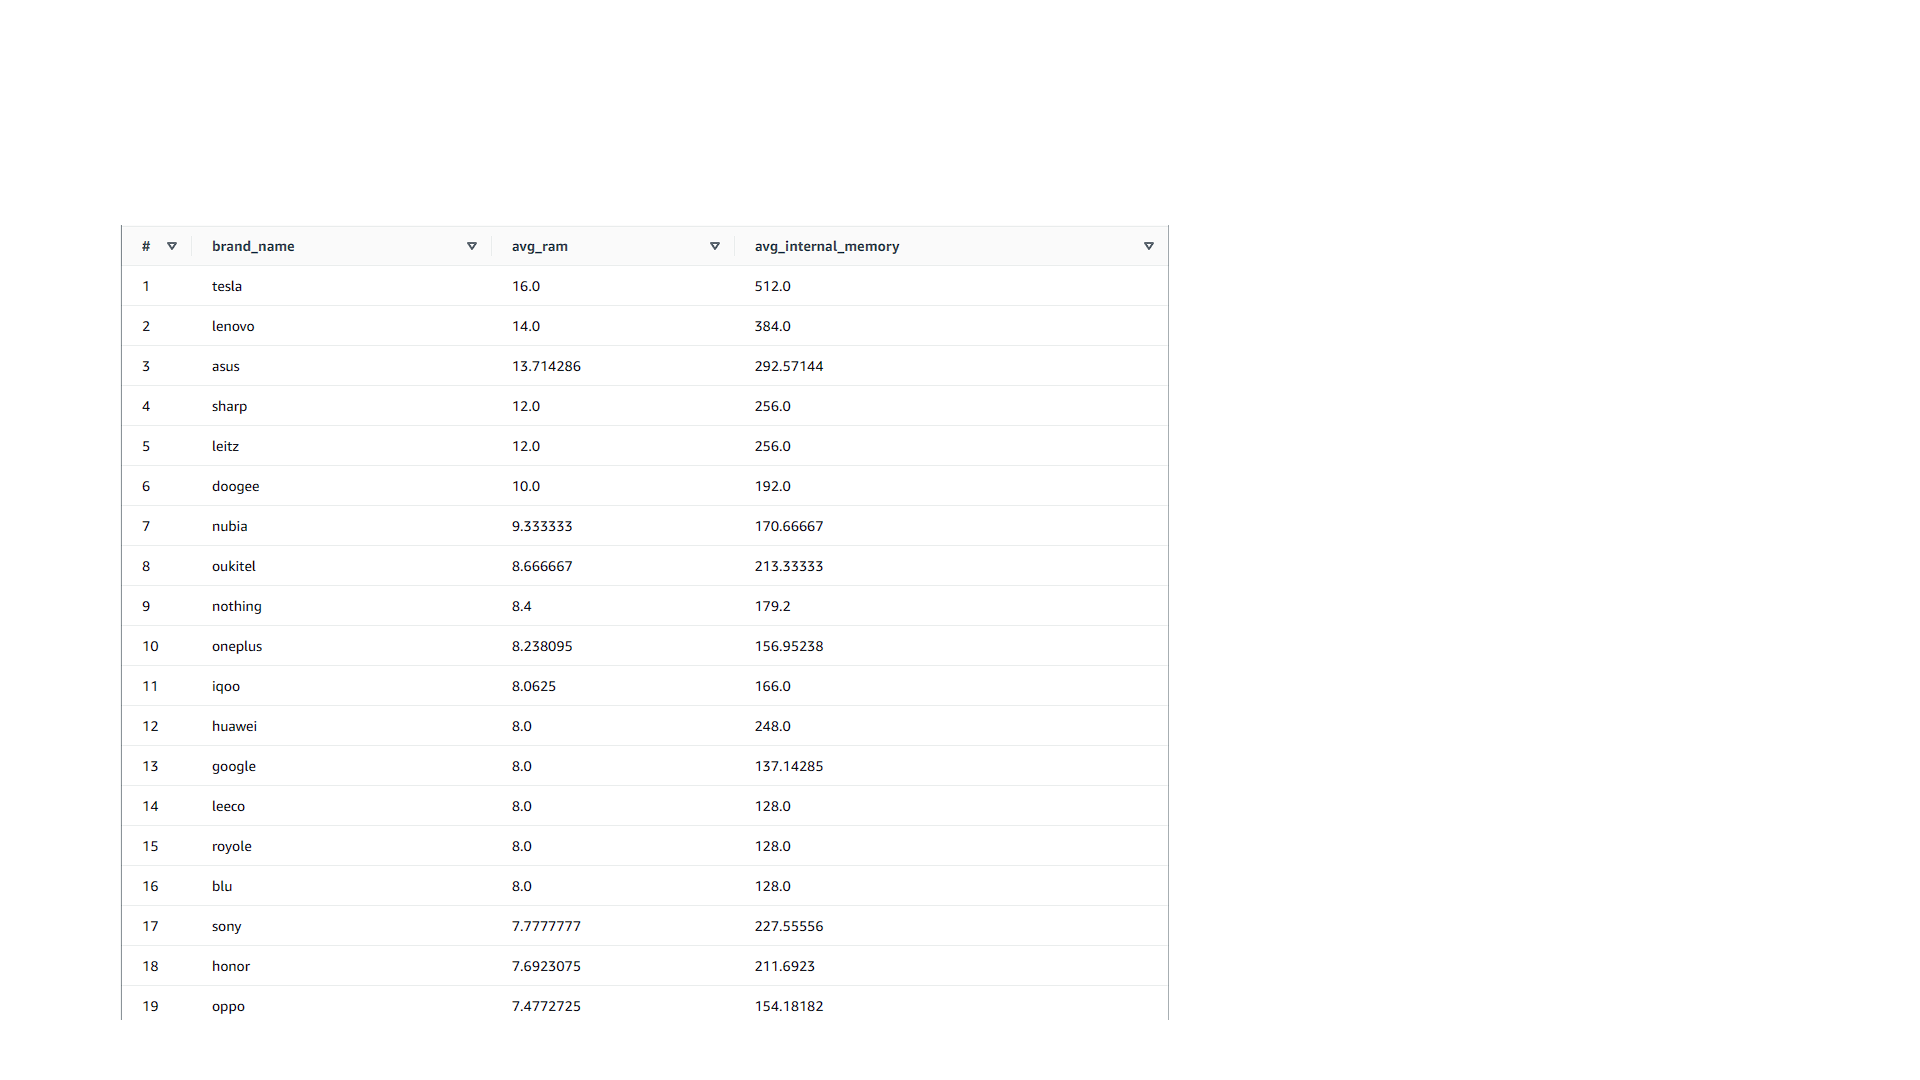 # brand_name avg_ram avg_internal_memory
1 tesla 16.0 512.0
2 lenovo 14.0 384.0
3 asus 13.714286 292.57144
4 sharp 12.0 256.0
5 leitz 12.0 256.0
6 doogee 10.0 192.0
7 nubia 9.333333 170.66667
8 oukitel 8.666667 213.33333
9 nothing 8.4 179.2
10 oneplus 8.238095 156.95238
11 iqoo 8.0625 166.0
12 huawei 8.0 248.0
13 google 8.0 137.14285
14 leeco 8.0 128.0
15 royole 8.0 128.0
16 blu 8.0 128.0
17 sony 7.7777777 227.55556
18 honor 7.6923075 211.6923
19 oppo 7.4772725 154.18182